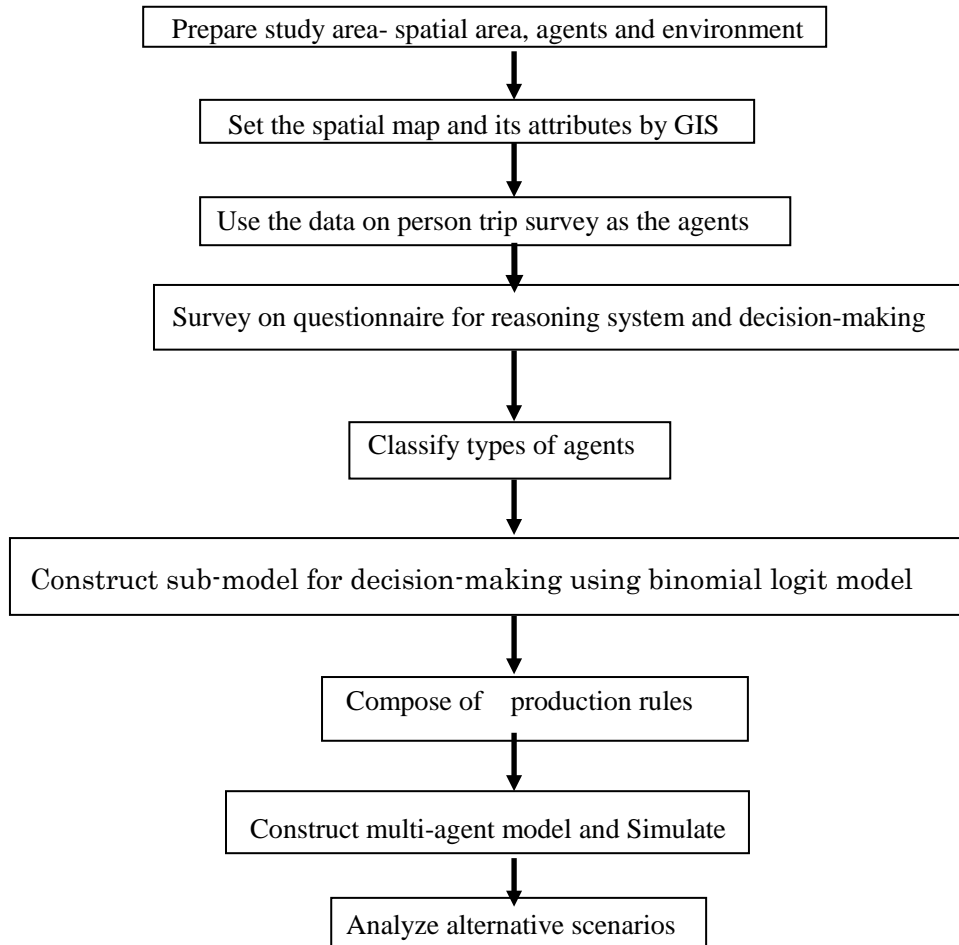 Prepare study area- spatial area, agents and environment
Set the spatial map and its attributes by GIS
Use the data on person trip survey as the agents
Survey on questionnaire for reasoning system and decision-making
Classify types of agents
Construct sub-model for decision-making using binomial logit model
Compose of production rules
Construct multi-agent model and Simulate
Analyze alternative scenarios